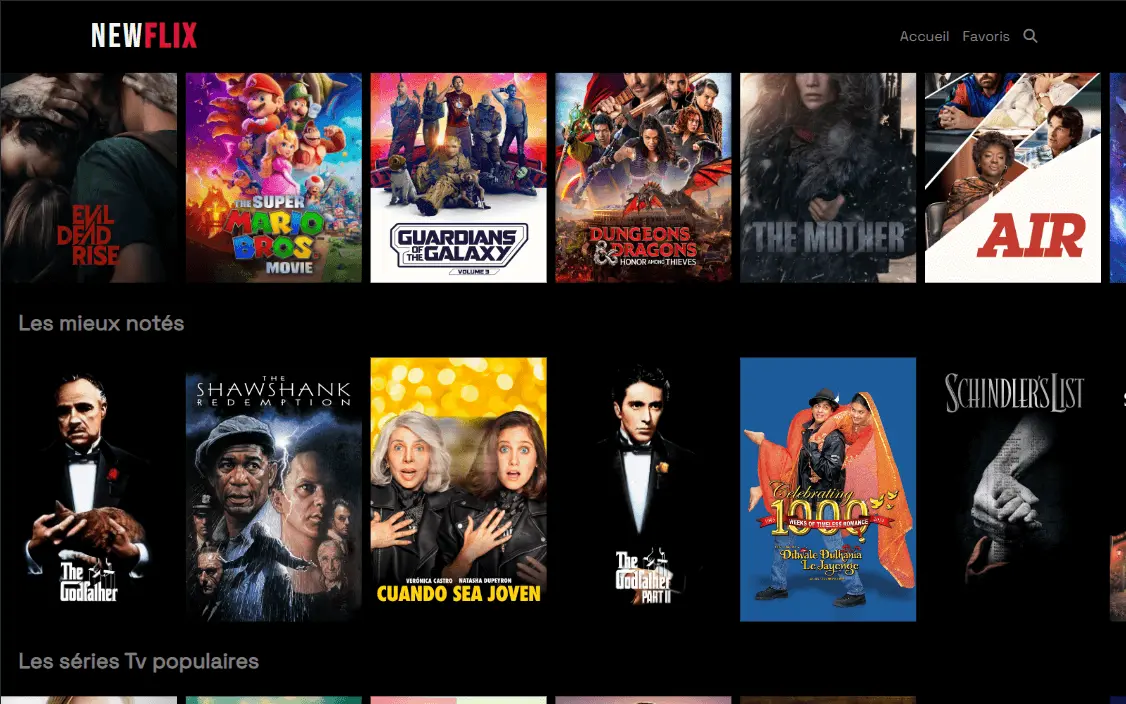 NEWFLIX
Accueil Favoris
EVIL
DEAD
RISE
THE SUPER
MARIO
BROS.
MOVIE
GUARDIANS
OF THE GALAXY
VOLUME 3
DUNGEONS
& DRAGONS
HONOR AMONG THIEVES
THE MOTHER
AIR
Les mieux notés
The
Godfather
THE
SHAWSHANK
REDEMPTION
VERÓNICA CASTRO NATASHA DUPEYRON
CUANDO SEA JOVEN
The
Godfather
PART II
Celebrating
1000
WEEKS OF TIMELESS ROMANCE
Dilwale Dulhania
Le Jayenge
SCHINDLER'S LIST
Les séries Tv populaires